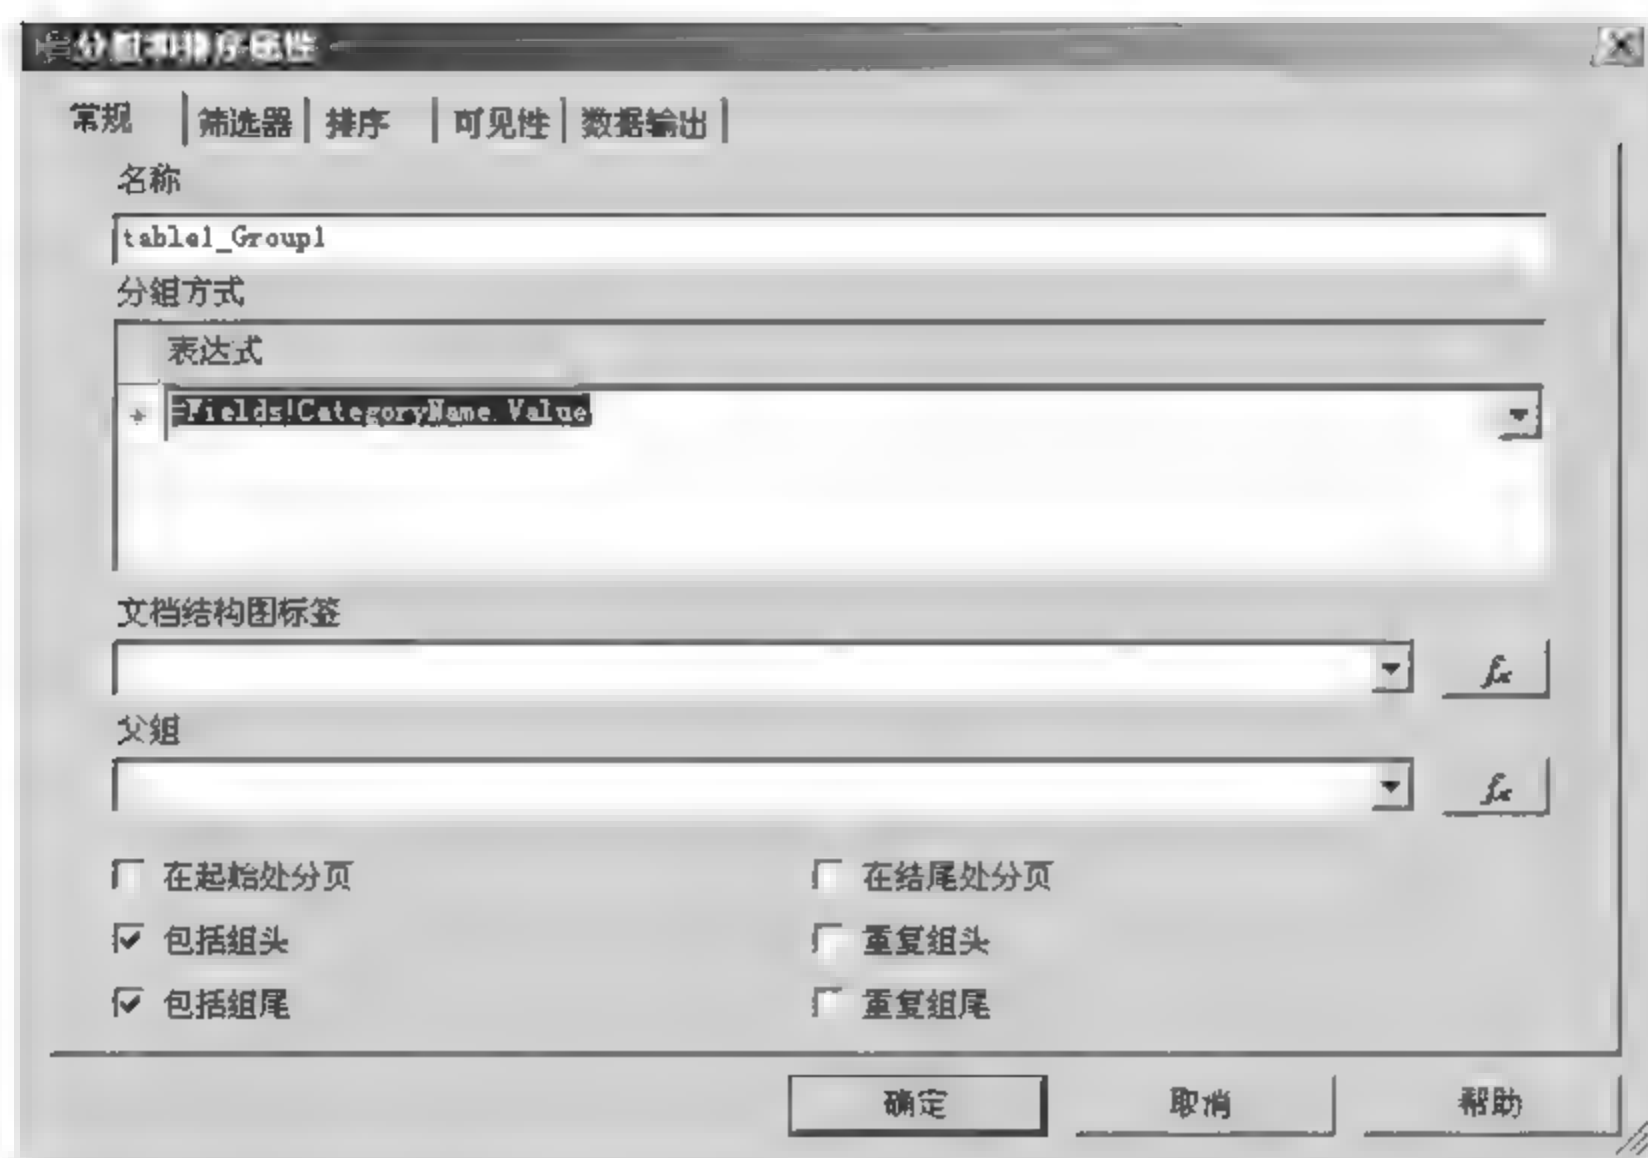 分组和排序属性
常规 筛选器 排序 可见性 数据输出
名称
table1_Group1
分组方式
表达式
=Fields!CategoryName.Value
文档结构图标签
fx
父组
fx
在起始处分页 在结尾处分页
包括组头 重复组头
包括组尾 重复组尾
确定 取消 帮助